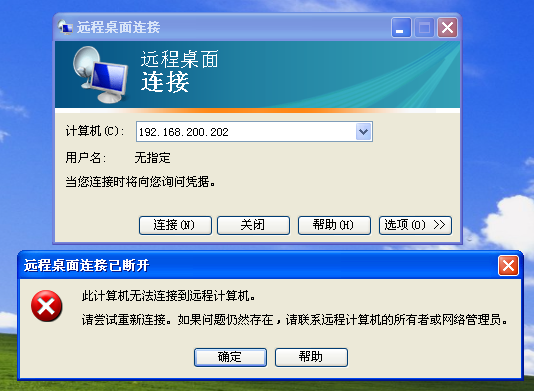 远程桌面连接
远程桌面
连接
计算机(C): 192.168.200.202
用户名: 无指定
当您连接时将向您询问凭据。
连接(N) 关闭 帮助(H) 选项(O) >>
远程桌面连接已断开
此计算机无法连接到远程计算机。
请尝试重新连接。如果问题仍然存在，请联系远程计算机的所有者或网络管理员。
确定 帮助